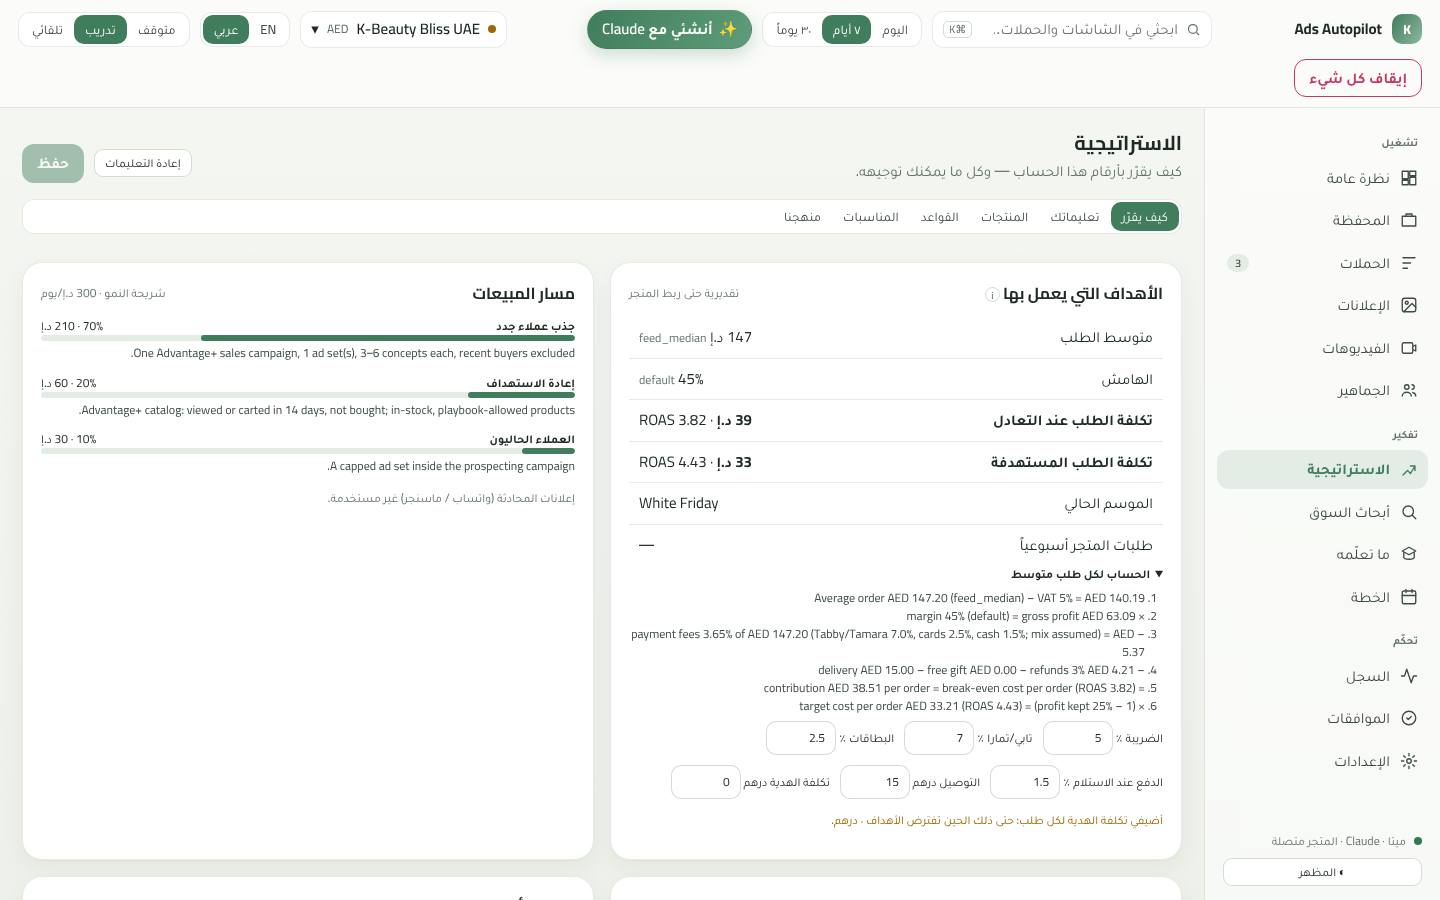 K
Ads Autopilot
ابحثي في الشاشات والحملات..
⌘K
اليوم
٧ أيام
٣٠ يوماً
✨ أنشئي مع Claude
K-Beauty Bliss UAE
AED ▼
EN
عربي
متوقف
تدريب
تلقائي
إيقاف كل شيء
تشغيل
نظرة عامة
المحفظة
الحملات
3
الإعلانات
الفيديوهات
الجماهير
تفكير
الاستراتيجية
أبحاث السوق
ما تعلّمه
الخطة
تحكّم
السجل
الموافقات
الإعدادات
ميتا · Claude · المتجر متصلة
المظهر
الاستراتيجية
كيف يقرّر بأرقام هذا الحساب — وكل ما يمكنك توجيهه.
إعادة التعليمات
حفظ
كيف يقرّر
تعليماتك
المنتجات
القواعد
المناسبات
منهجنا
الأهداف التي يعمل بها i
تقديرية حتى ربط المتجر
متوسط الطلب
147 د.إ feed_median
الهامش
45% default
تكلفة الطلب عند التعادل
39 د.إ · ROAS 3.82
تكلفة الطلب المستهدفة
33 د.إ · ROAS 4.43
الموسم الحالي
White Friday
طلبات المتجر أسبوعياً
—
▼ الحساب لكل طلب متوسط
1. Average order AED 147.20 (feed_median) − VAT 5% = AED 140.19
2. × margin 45% (default) = gross profit AED 63.09
3. − payment fees 3.65% of AED 147.20 (Tabby/Tamara 7.0%, cards 2.5%, cash 1.5%; mix assumed) = AED
5.37
4. − delivery AED 15.00 − free gift AED 0.00 − refunds 3% AED 4.21
5. = contribution AED 38.51 per order = break-even cost per order (ROAS 3.82)
6. × (1 − profit kept 25%) = target cost per order AED 33.21 (ROAS 4.43)
الضريبة ٪ 5
تابي/تمارا ٪ 7
البطاقات ٪ 2.5
الدفع عند الاستلام ٪ 1.5
التوصيل درهم 15
تكلفة الهدية درهم 0
أضيفي تكلفة الهدية لكل طلب: حتى ذلك الحين تفترض الأهداف ٠ درهم.
مسار المبيعات
شريحة النمو · 300 د.إ/يوم
جذب عملاء جدد
70% · 210 د.إ
One Advantage+ sales campaign, 1 ad set(s), 3–6 concepts each, recent buyers excluded.
إعادة الاستهداف
20% · 60 د.إ
Advantage+ catalog: viewed or carted in 14 days, not bought; in-stock, playbook-allowed products.
العملاء الحاليون
10% · 30 د.إ
A capped ad set inside the prospecting campaign.
إعلانات المحادثة (واتساب / ماسنجر) غير مستخدمة.